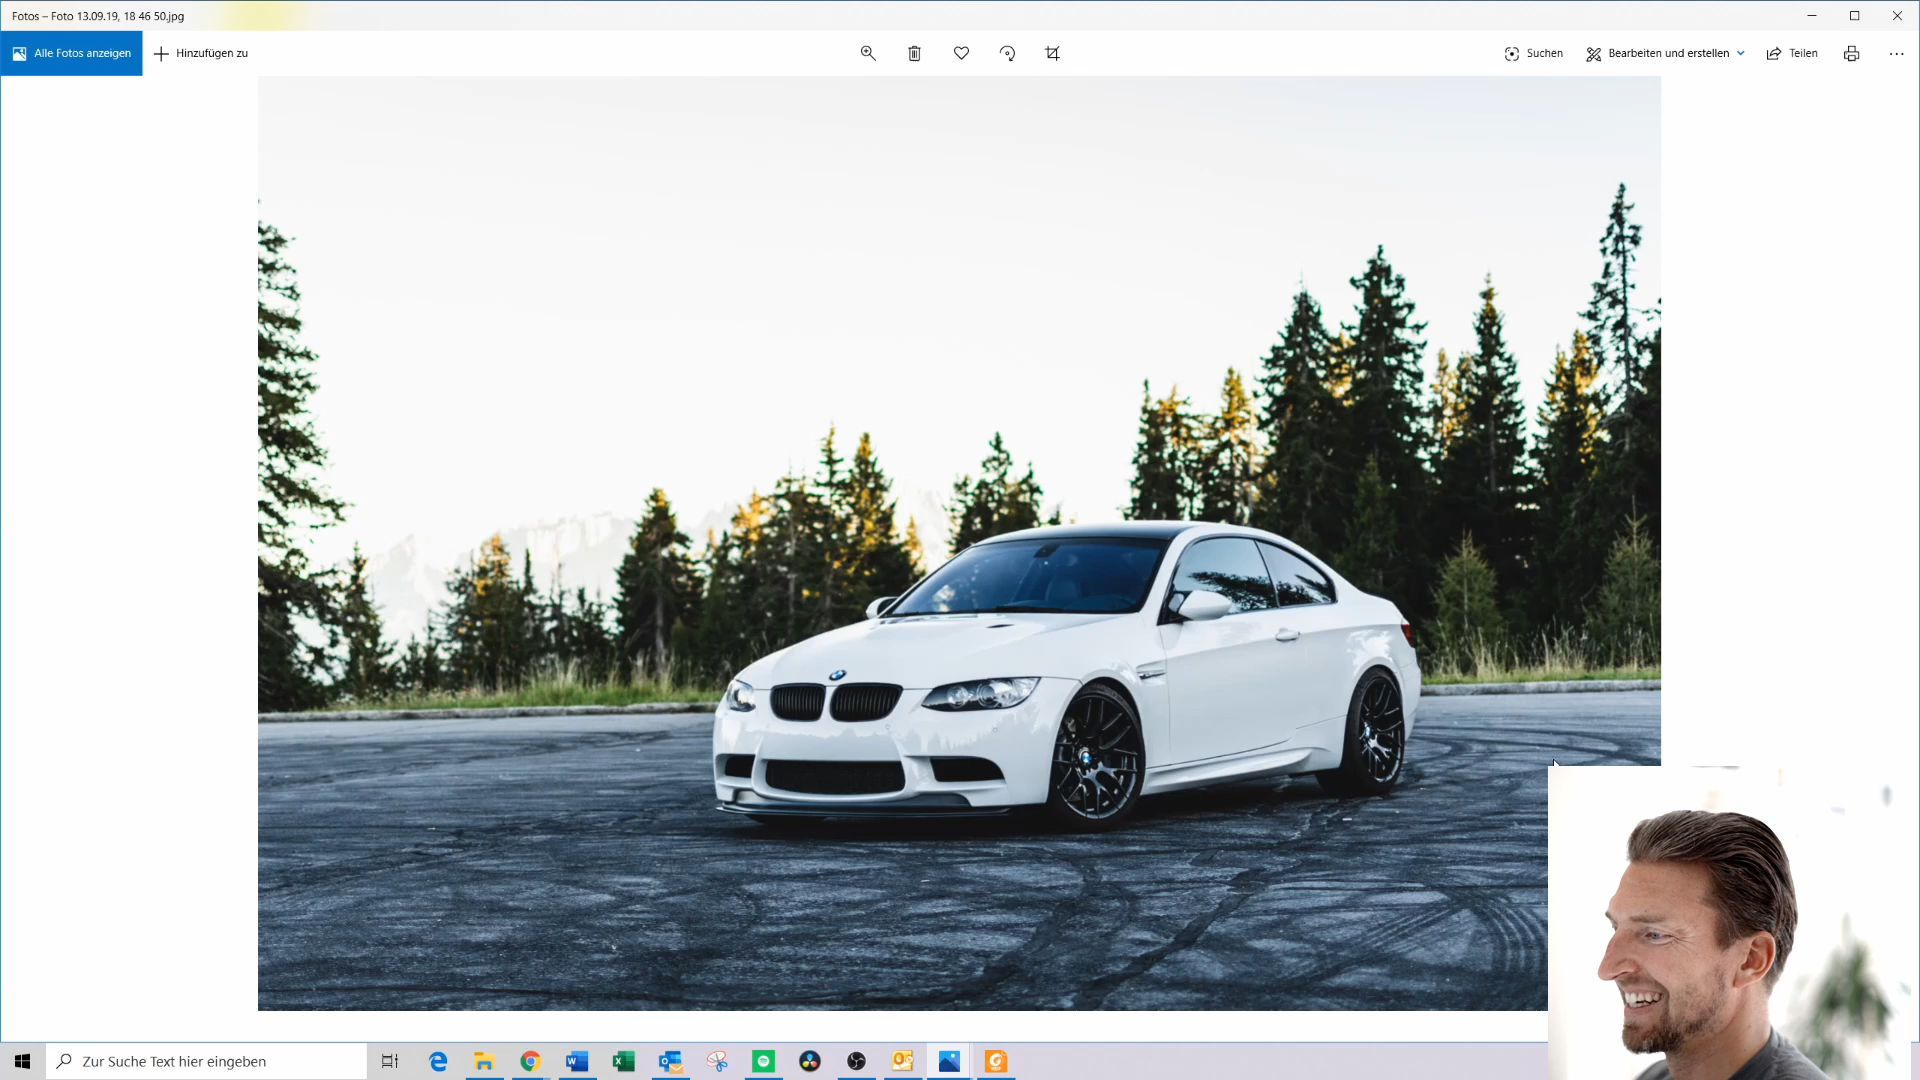 Fotos – Foto 13.09.19, 18 46 50.jpg
Alle Fotos anzeigen
Hinzufügen zu
Suchen
Bearbeiten und erstellen
Teilen
Zur Suche Text hier eingeben